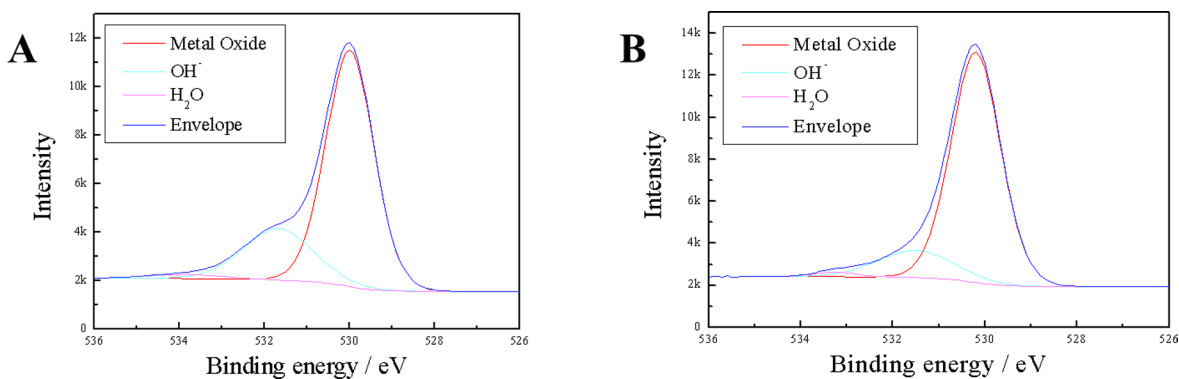 A
Metal Oxide
OH⁻
H₂O
Envelope
12k
10k
8k
6k
4k
2k
0
Intensity
536 534 532 530 528 526
Binding energy / eV
B
Metal Oxide
OH⁻
H₂O
Envelope
14k
12k
10k
8k
6k
4k
2k
0
Intensity
536 534 532 530 528 526
Binding energy / eV